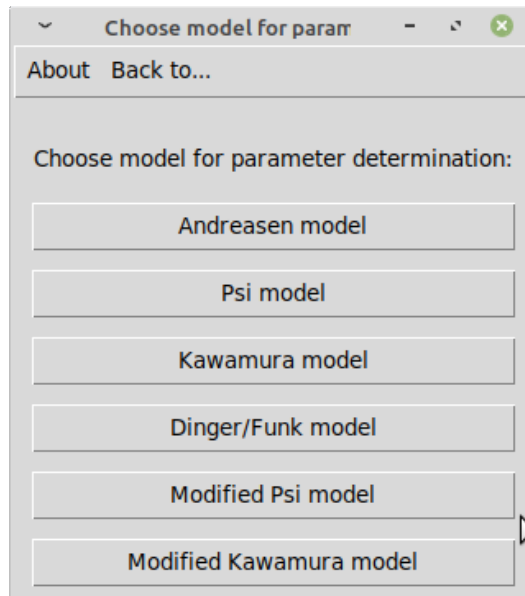 Choose model for param
About Back to...
Choose model for parameter determination:
Andreasen model
Psi model
Kawamura model
Dinger/Funk model
Modified Psi model
Modified Kawamura model